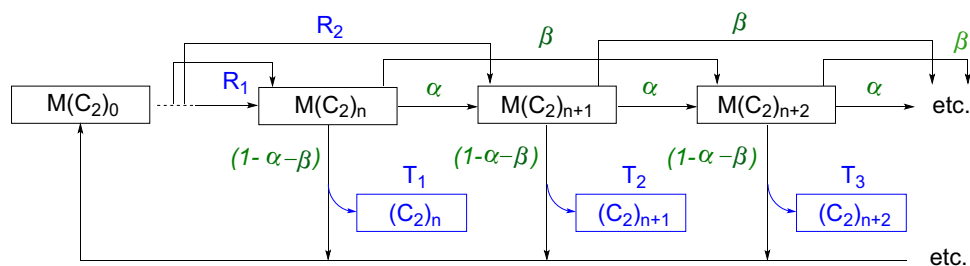 R₂ β β β
R₁ α α α
M(C₂)₀ M(C₂)ₙ M(C₂)ₙ₊₁ M(C₂)ₙ₊₂ etc.
(1-α-β) (1-α-β) (1-α-β)
T₁ T₂ T₃
(C₂)ₙ (C₂)ₙ₊₁ (C₂)ₙ₊₂
etc.